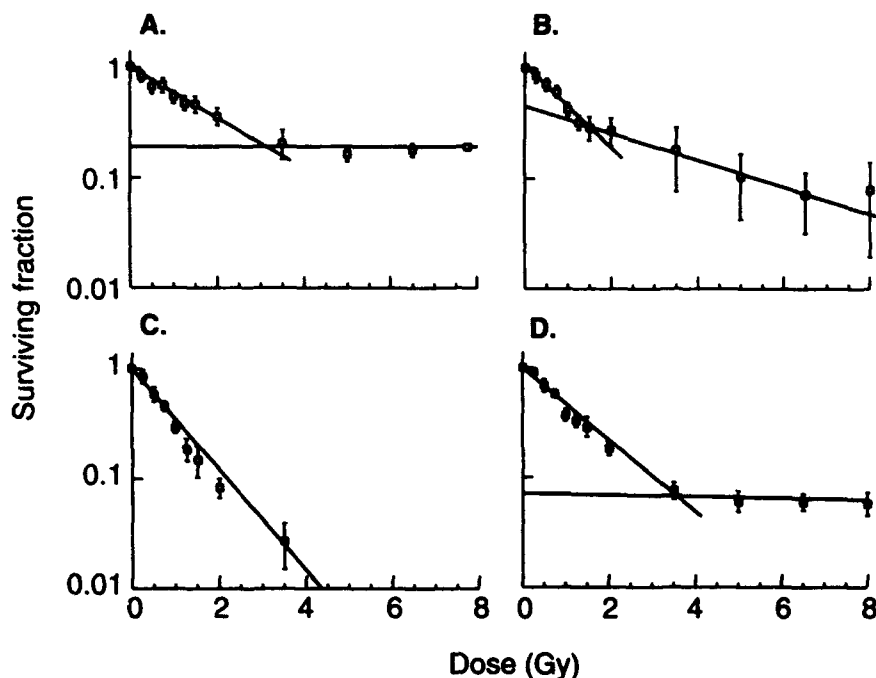 A.
B.
1
0.1
0.01
C.
D.
1
0.1
0.01
0 2 4 6 8
0 2 4 6 8
Surviving fraction
Dose (Gy)